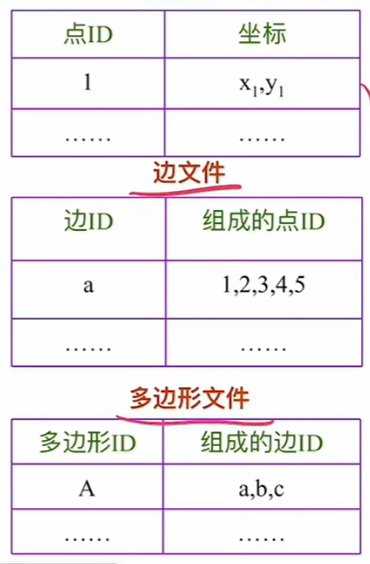 点ID 坐标
1 x₁,y₁
…… ……
边文件
边ID 组成的点ID
a 1,2,3,4,5
…… ……
多边形文件
多边形ID 组成的边ID
A a,b,c
…… ……